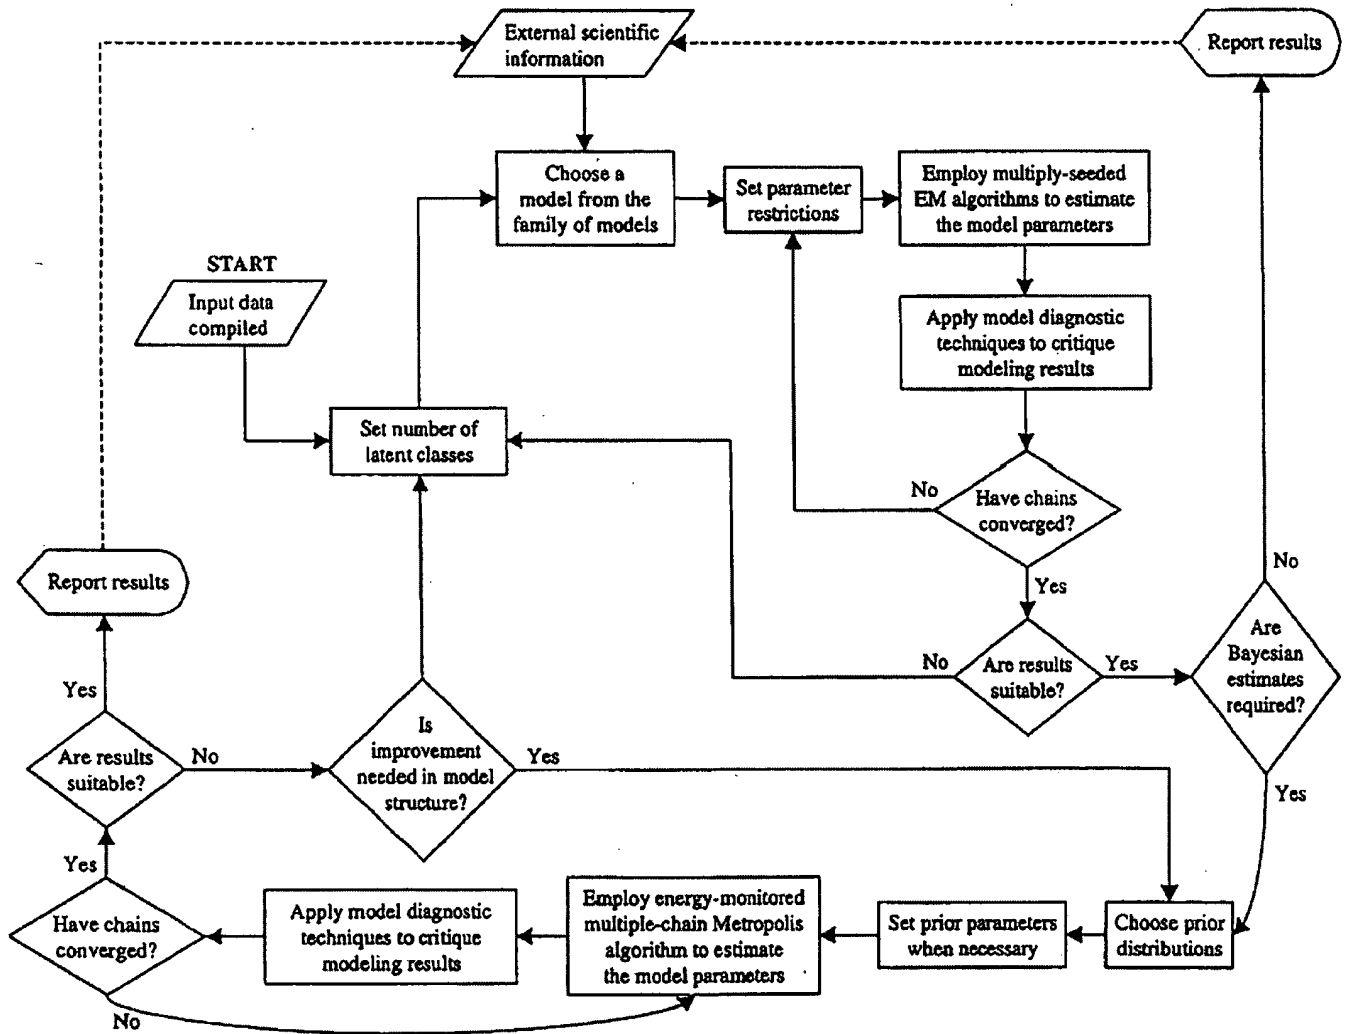 External scientific
information
Report results
Choose a
model from the
family of models
Set parameter
restrictions
Employ multiply-seeded
EM algorithms to estimate
the model parameters
START
Input data
compiled
Apply model diagnostic
techniques to critique
modeling results
Set number of
latent classes
No
Have chains
converged?
Yes
Report results
No
Are results
suitable?
Yes
No
Are
Bayesian
estimates
required?
Yes
Yes
Are results
suitable?
No
Is
improvement
needed in model
structure?
Yes
Yes
Have chains
converged?
No
Apply model diagnostic
techniques to critique
modeling results
Employ energy-monitored
multiple-chain Metropolis
algorithm to estimate
the model parameters
Set prior parameters
when necessary
Choose prior
distributions